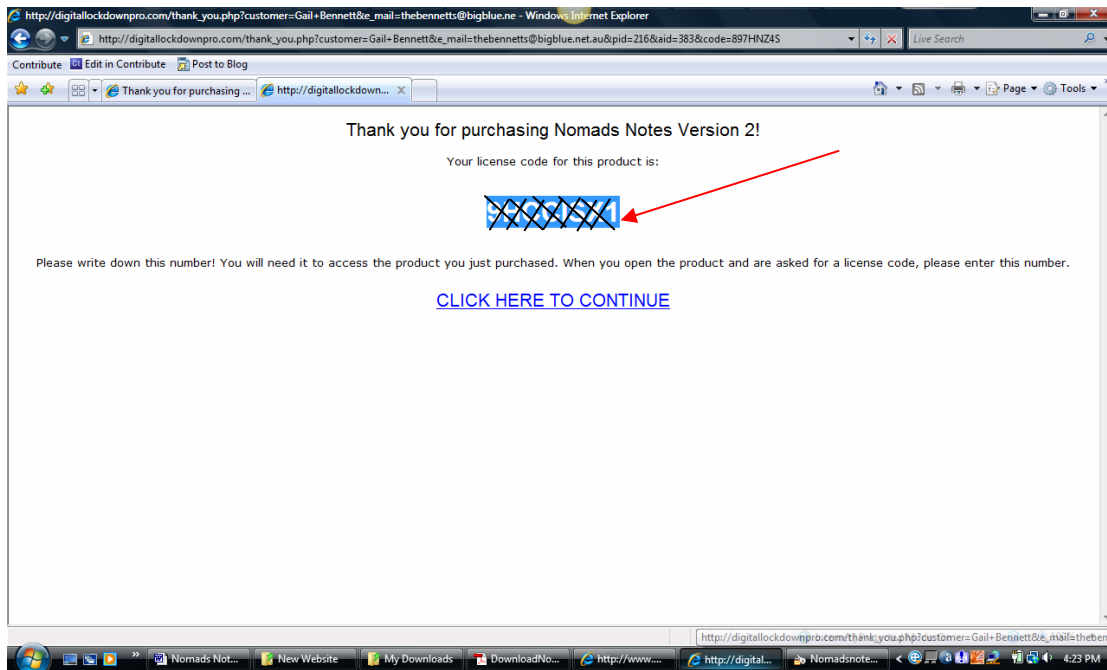 http://digitallockdownpro.com/thank_you.php?customer=Gail+Bennett&e_mail=thebennetts@bigblue.ne - Windows Internet Explorer
http://digitallockdownpro.com/thank_you.php?customer=Gail+Bennett&e_mail=thebennetts@bigblue.net.au&pid=216&aid=383&code=897HNZ4S
Live Search
Contribute Edit in Contribute Post to Blog
Thank you for purchasing ... http://digitallockdown... Page Tools
Thank you for purchasing Nomads Notes Version 2!
Your license code for this product is:
Please write down this number! You will need it to access the product you just purchased. When you open the product and are asked for a license code, please enter this number.
CLICK HERE TO CONTINUE
http://digitallockdownpro.com/thank_you.php?customer=Gail+Bennett&e_mail=theben
Nomads Not... New Website My Downloads DownloadNo... http://www.... http://digital... Nomadsnote... 4:23 PM